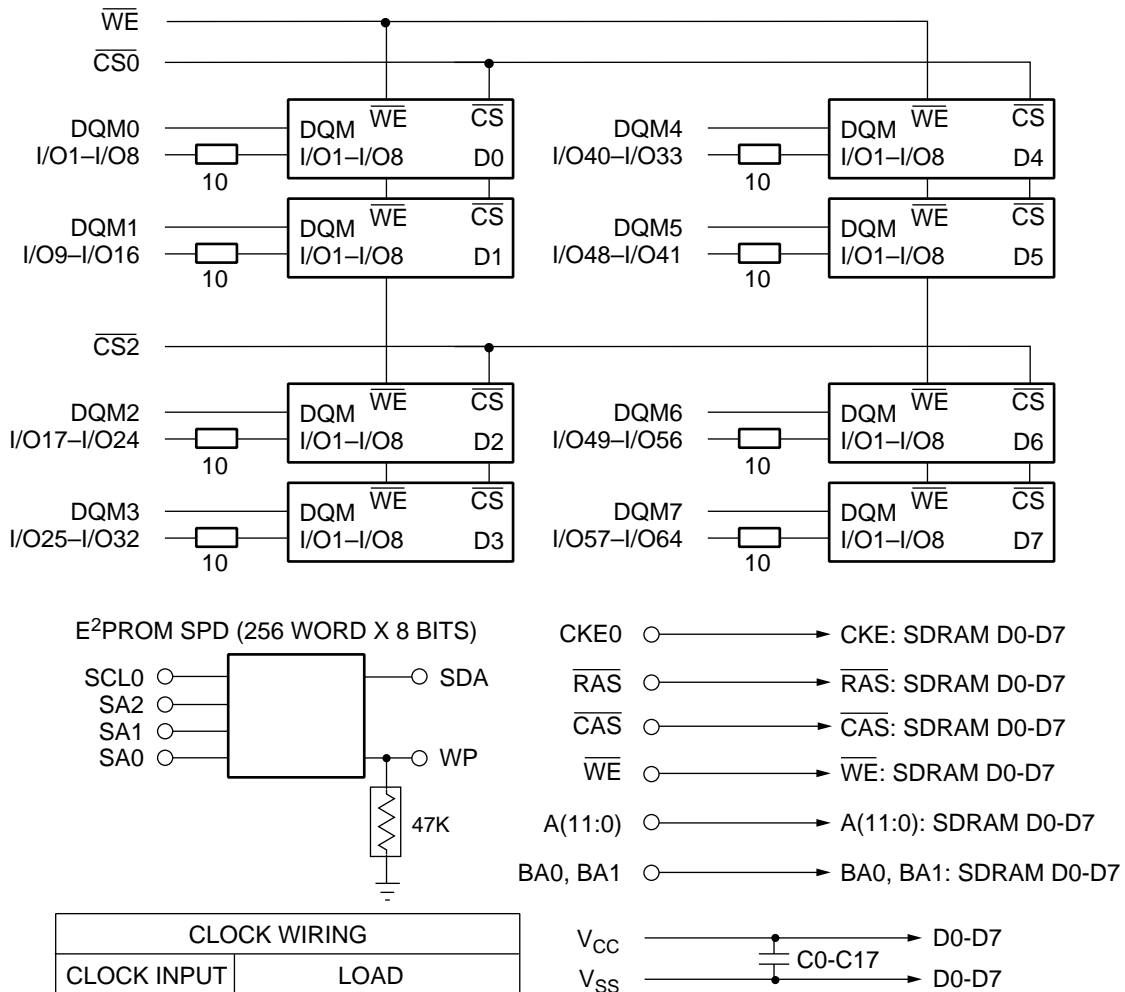 WE
CS0
DQM0
I/O1–I/O8
10
DQM WE CS
I/O1–I/O8 D0
DQM4
I/O40–I/O33
10
DQM WE CS
I/O1–I/O8 D4
DQM1
I/O9–I/O16
10
DQM WE CS
I/O1–I/O8 D1
DQM5
I/O48–I/O41
10
DQM WE CS
I/O1–I/O8 D5
CS2
DQM2
I/O17–I/O24
10
DQM WE CS
I/O1–I/O8 D2
DQM6
I/O49–I/O56
10
DQM WE CS
I/O1–I/O8 D6
DQM3
I/O25–I/O32
10
DQM WE CS
I/O1–I/O8 D3
DQM7
I/O57–I/O64
10
DQM WE CS
I/O1–I/O8 D7
E²PROM SPD (256 WORD X 8 BITS)
SCL0
SA2
SA1
SA0
SDA
WP
47K
CKE0 CKE: SDRAM D0-D7
RAS RAS: SDRAM D0-D7
CAS CAS: SDRAM D0-D7
WE WE: SDRAM D0-D7
A(11:0) A(11:0): SDRAM D0-D7
BA0, BA1 BA0, BA1: SDRAM D0-D7
CLOCK WIRING
CLOCK INPUT LOAD
VCC D0-D7
C0-C17
VSS D0-D7